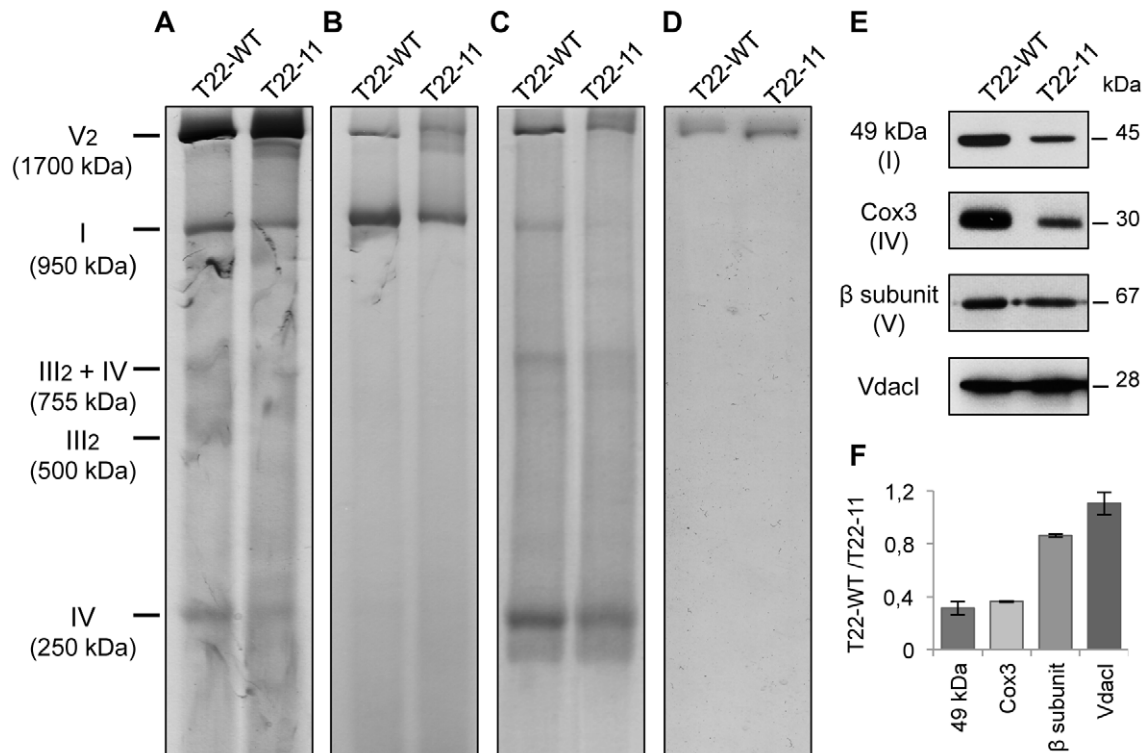 A
B
C
D
E
T22-WT
T22-11
T22-WT
T22-11
T22-WT
T22-11
T22-WT
T22-11
T22-WT
T22-11
kDa
V2
(1700 kDa)
I
(950 kDa)
III2 + IV
(755 kDa)
III2
(500 kDa)
IV
(250 kDa)
49 kDa
(I)
45
Cox3
(IV)
30
β subunit
(V)
67
VdacI
28
F
T22-WT /T22-11
1,2
0,8
0,4
0
49 kDa
Cox3
β subunit
VdacI